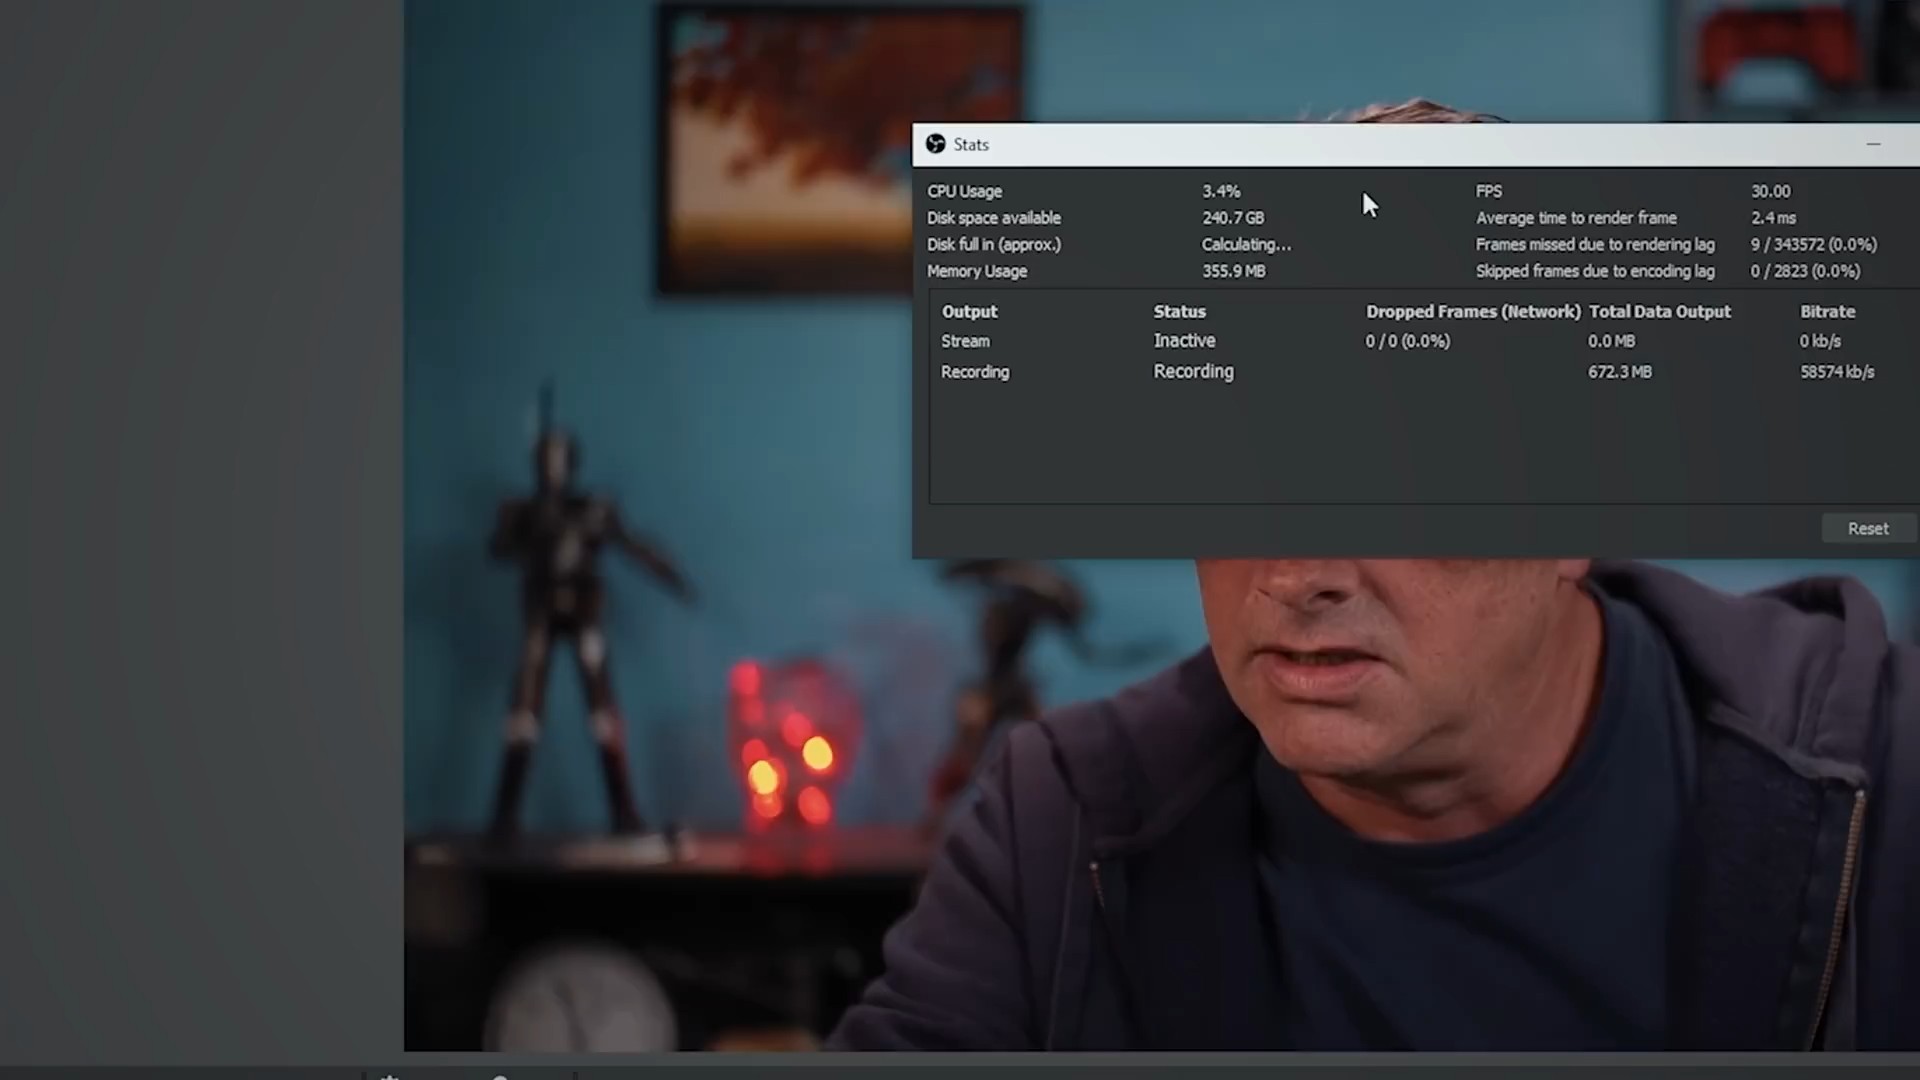 Stats
CPU Usage 3.4% FPS 30.00
Disk space available 240.7 GB Average time to render frame 2.4 ms
Disk full in (approx.) Calculating... Frames missed due to rendering lag 9 / 343572 (0.0%)
Memory Usage 355.9 MB Skipped frames due to encoding lag 0 / 2823 (0.0%)
Output Status Dropped Frames (Network) Total Data Output Bitrate
Stream Inactive 0 / 0 (0.0%) 0.0 MB 0 kb/s
Recording Recording 672.3 MB 58574 kb/s
Reset